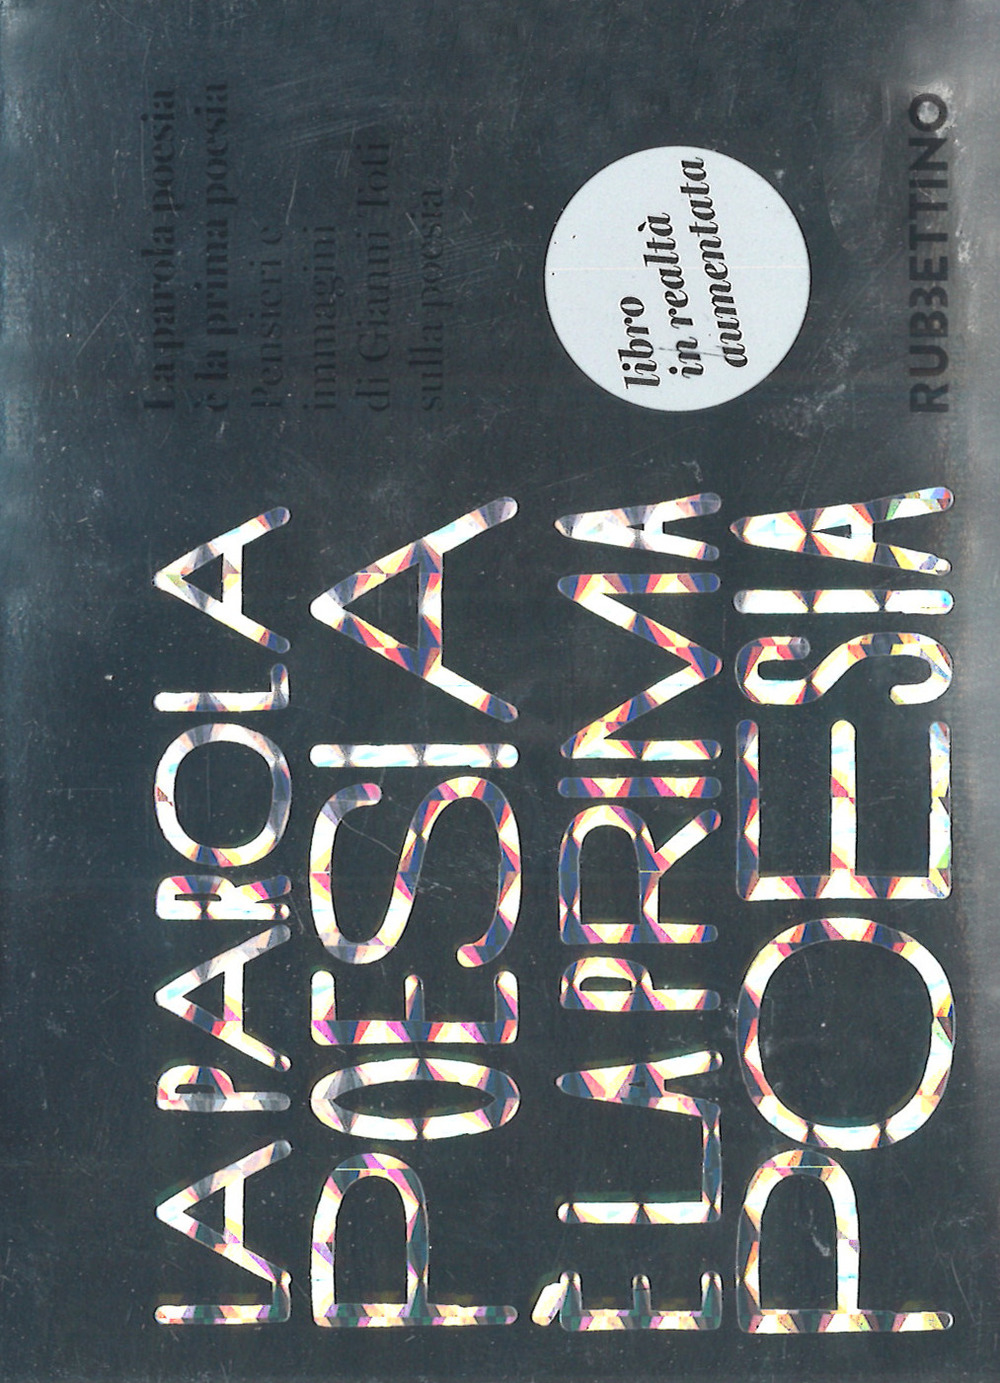 LA PAROLA
POESIA
È LA PRIMA
POESIA
La parola poesia
è la prima poesia
Pensieri e
immagini
di Gianni Toti
sulla poesia
libro
in realtà
aumentata
RUBBETTINO